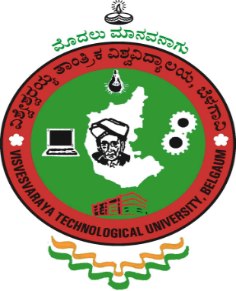 ಮೊದಲು ಮಾನವನಾಗು
ವಿಶ್ವೇಶ್ವರಯ್ಯ ತಾಂತ್ರಿಕ ವಿಶ್ವವಿದ್ಯಾಲಯ, ಬೆಳಗಾವಿ
VISVESVARAYA TECHNOLOGICAL UNIVERSITY, BELGAUM